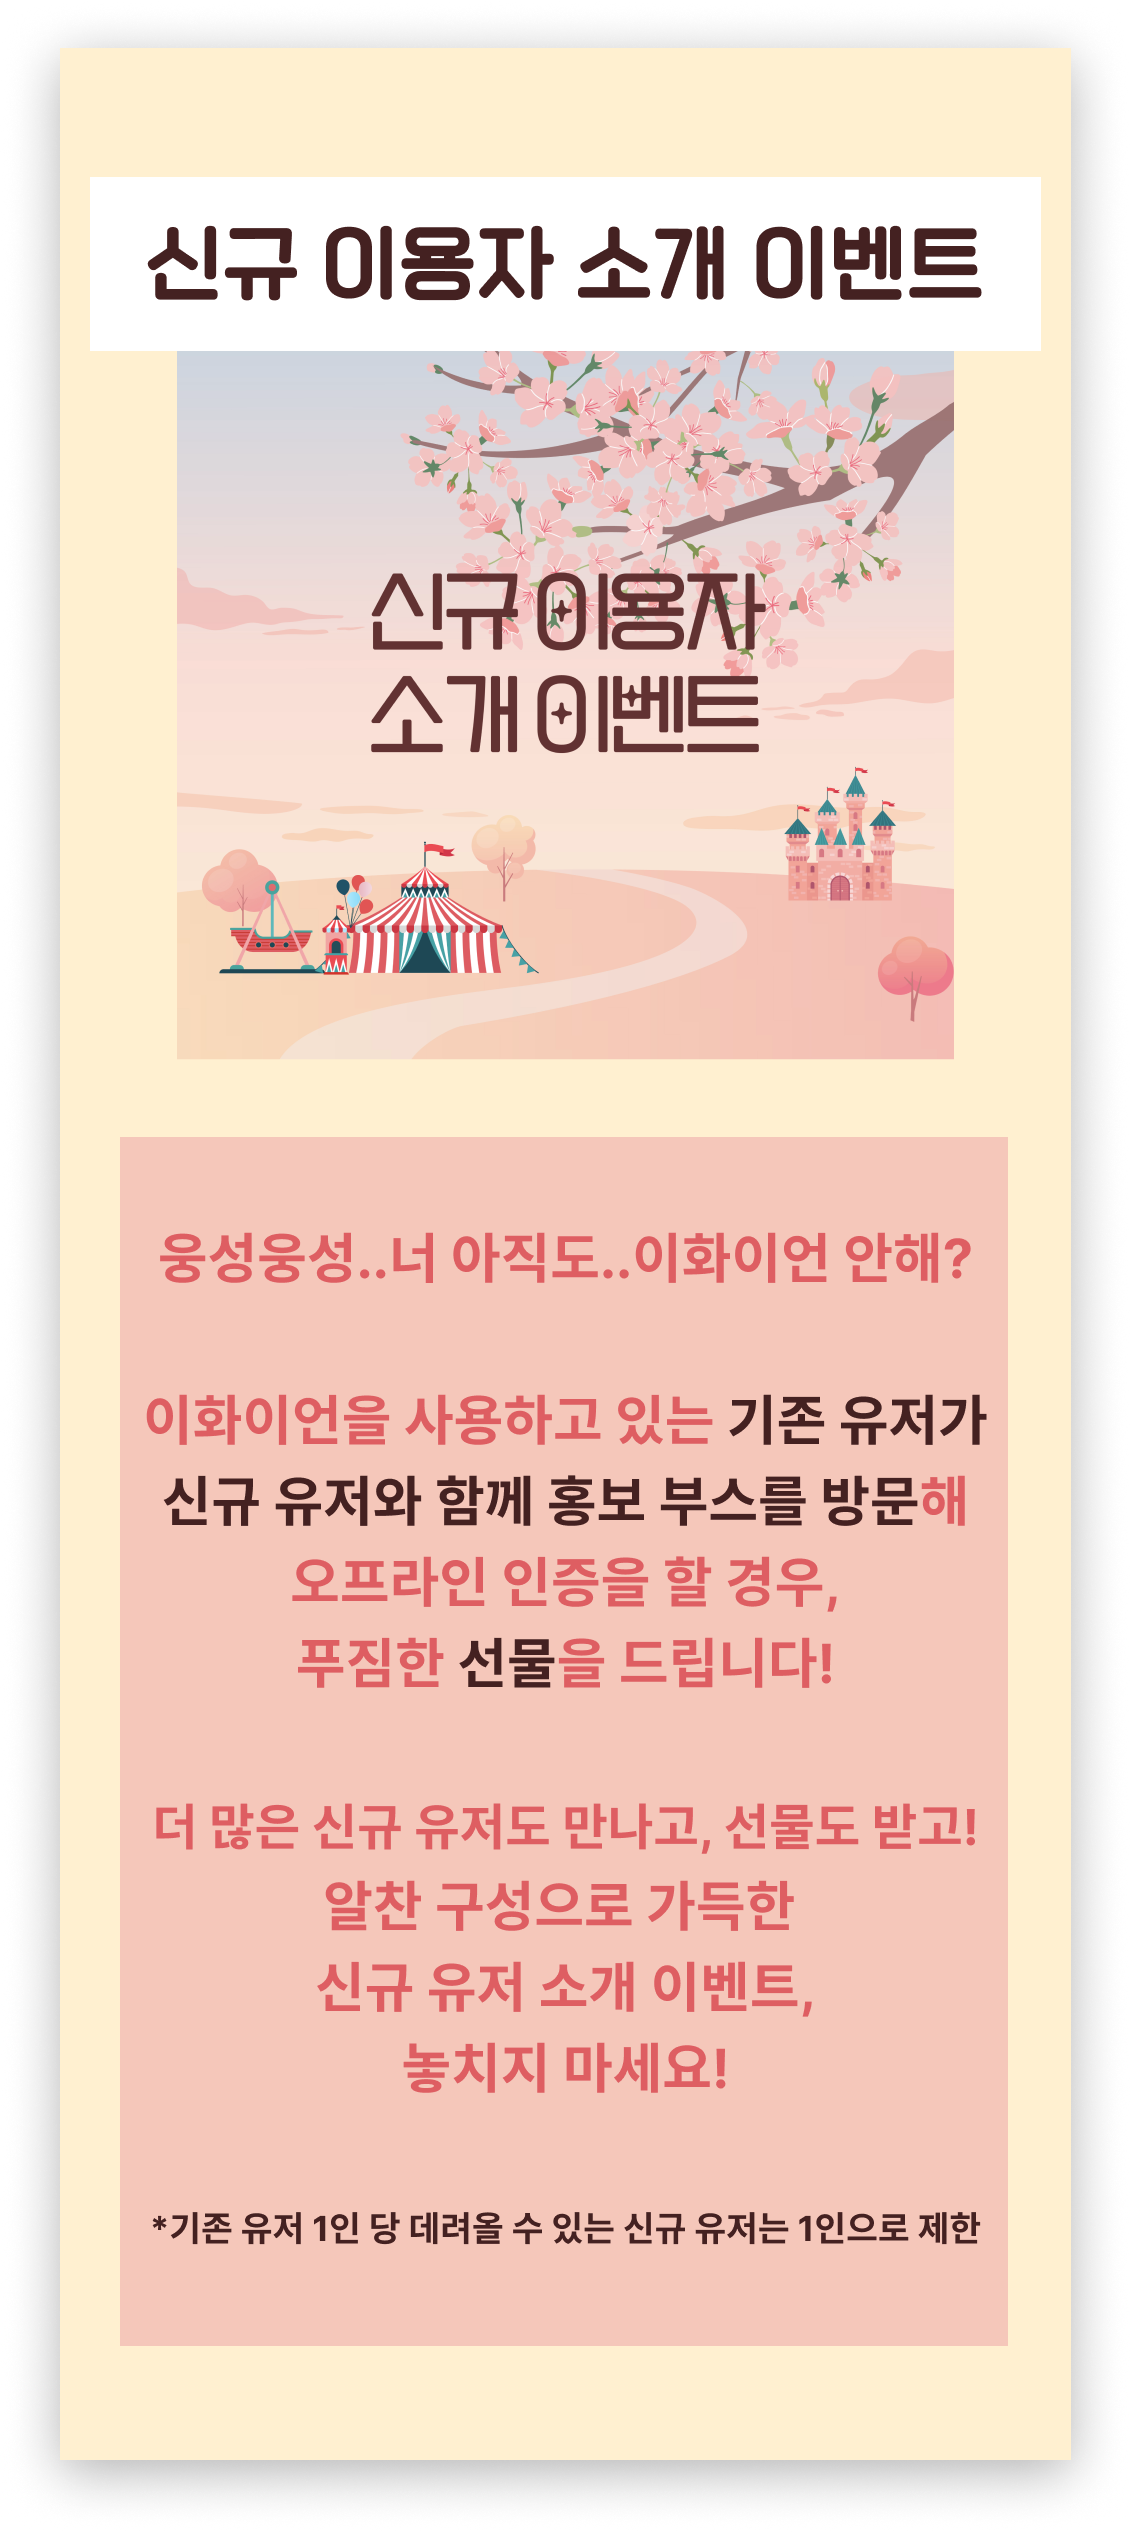 신규 이용자 소개 이벤트
신규 이용자
소개 이벤트
웅성웅성..너 아직도..이화이언 안해?
이화이언을 사용하고 있는 기존 유저가
신규 유저와 함께 홍보 부스를 방문해
오프라인 인증을 할 경우,
푸짐한 선물을 드립니다!
더 많은 신규 유저도 만나고, 선물도 받고!
알찬 구성으로 가득한
신규 유저 소개 이벤트,
놓치지 마세요!
*기존 유저 1인 당 데려올 수 있는 신규 유저는 1인으로 제한